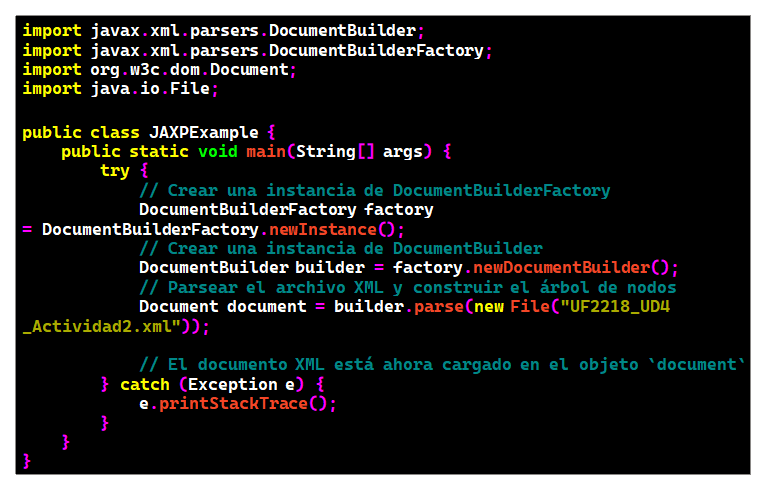 import javax.xml.parsers.DocumentBuilder;
import javax.xml.parsers.DocumentBuilderFactory;
import org.w3c.dom.Document;
import java.io.File;

public class JAXPExample {
    public static void main(String[] args) {
        try {
            // Crear una instancia de DocumentBuilderFactory
            DocumentBuilderFactory factory
= DocumentBuilderFactory.newInstance();
            // Crear una instancia de DocumentBuilder
            DocumentBuilder builder = factory.newDocumentBuilder();
            // Parsear el archivo XML y construir el árbol de nodos
            Document document = builder.parse(new File("UF2218_UD4
_Actividad2.xml"));

            // El documento XML está ahora cargado en el objeto `document`
        } catch (Exception e) {
            e.printStackTrace();
        }
    }
}